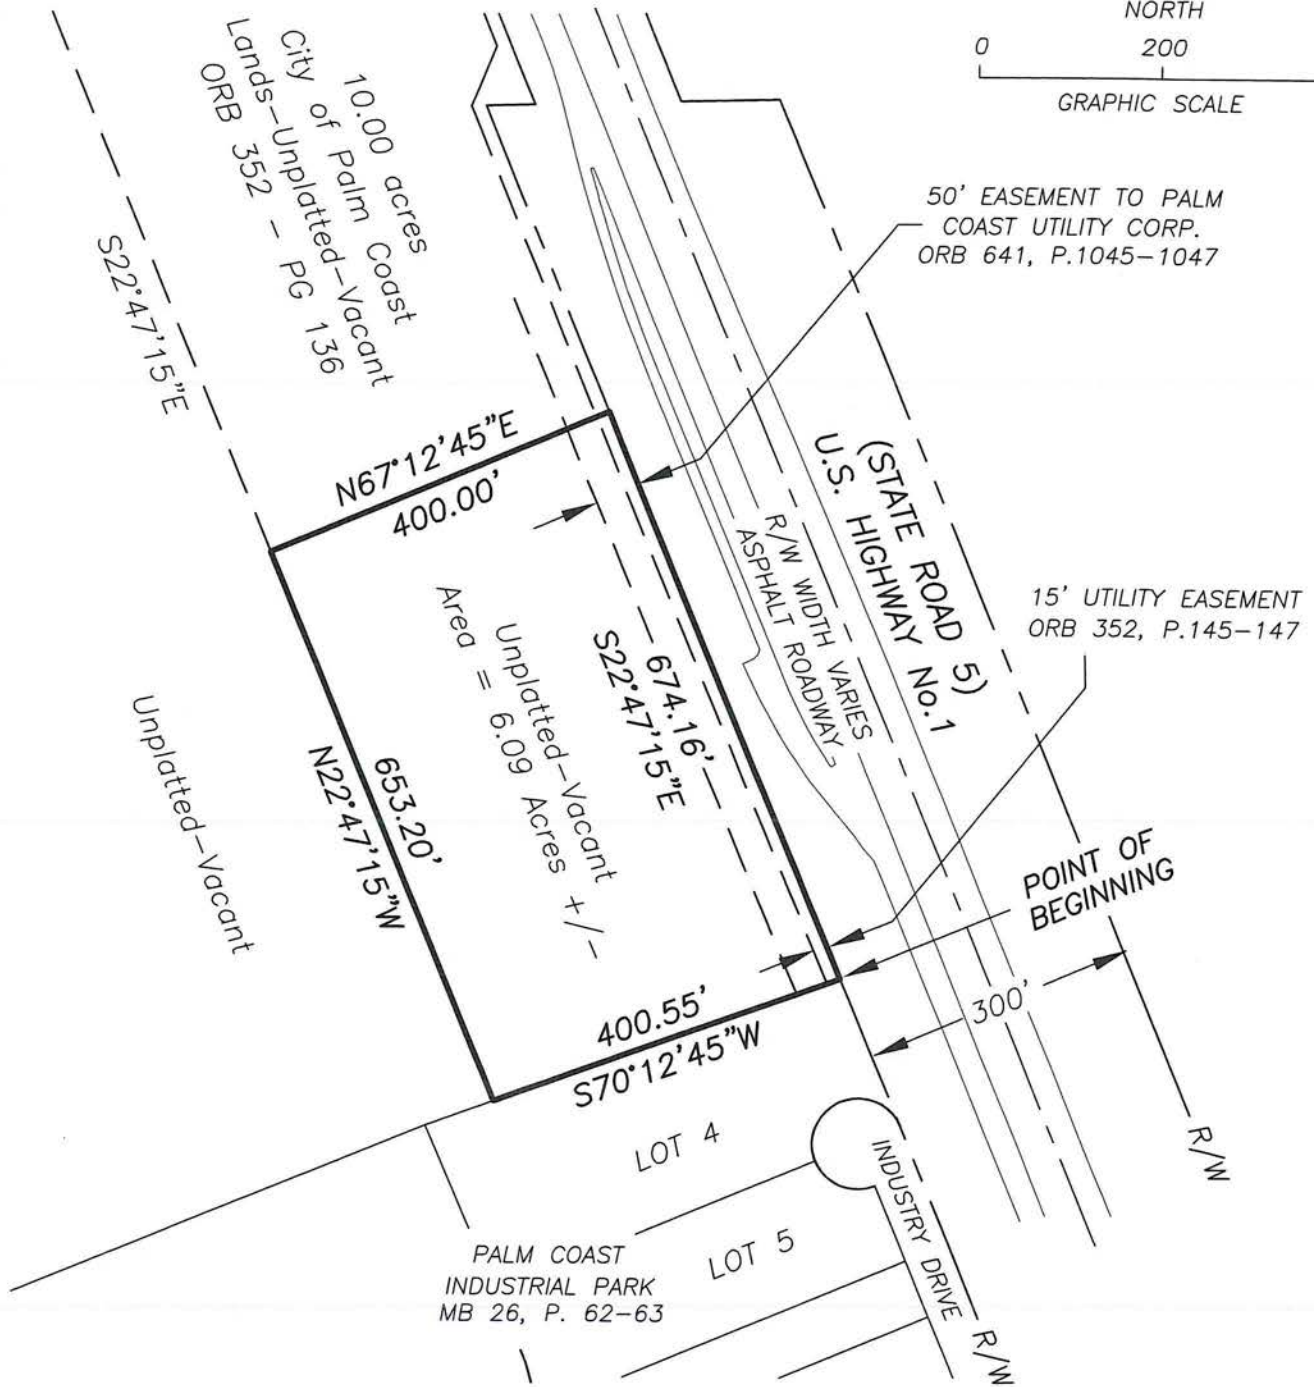 NORTH
0 200
GRAPHIC SCALE
10.00 acres
City of Palm Coast
Lands-Unplatted-Vacant
ORB 352 - PG 136
S22°47'15"E
50' EASEMENT TO PALM
COAST UTILITY CORP.
ORB 641, P.1045-1047
N67°12'45"E
400.00'
(STATE ROAD 5)
U.S. HIGHWAY No.1
R/W WIDTH VARIES
ASPHALT ROADWAY
15' UTILITY EASEMENT
ORB 352, P.145-147
674.16'
S22°47'15"E
Unplatted-Vacant
Area = 6.09 Acres +/-
653.20'
N22°47'15"W
Unplatted-Vacant
POINT OF
BEGINNING
300'
400.55'
S70°12'45"W
R/W
LOT 4
INDUSTRY DRIVE
LOT 5
PALM COAST
INDUSTRIAL PARK
MB 26, P. 62-63
R/W